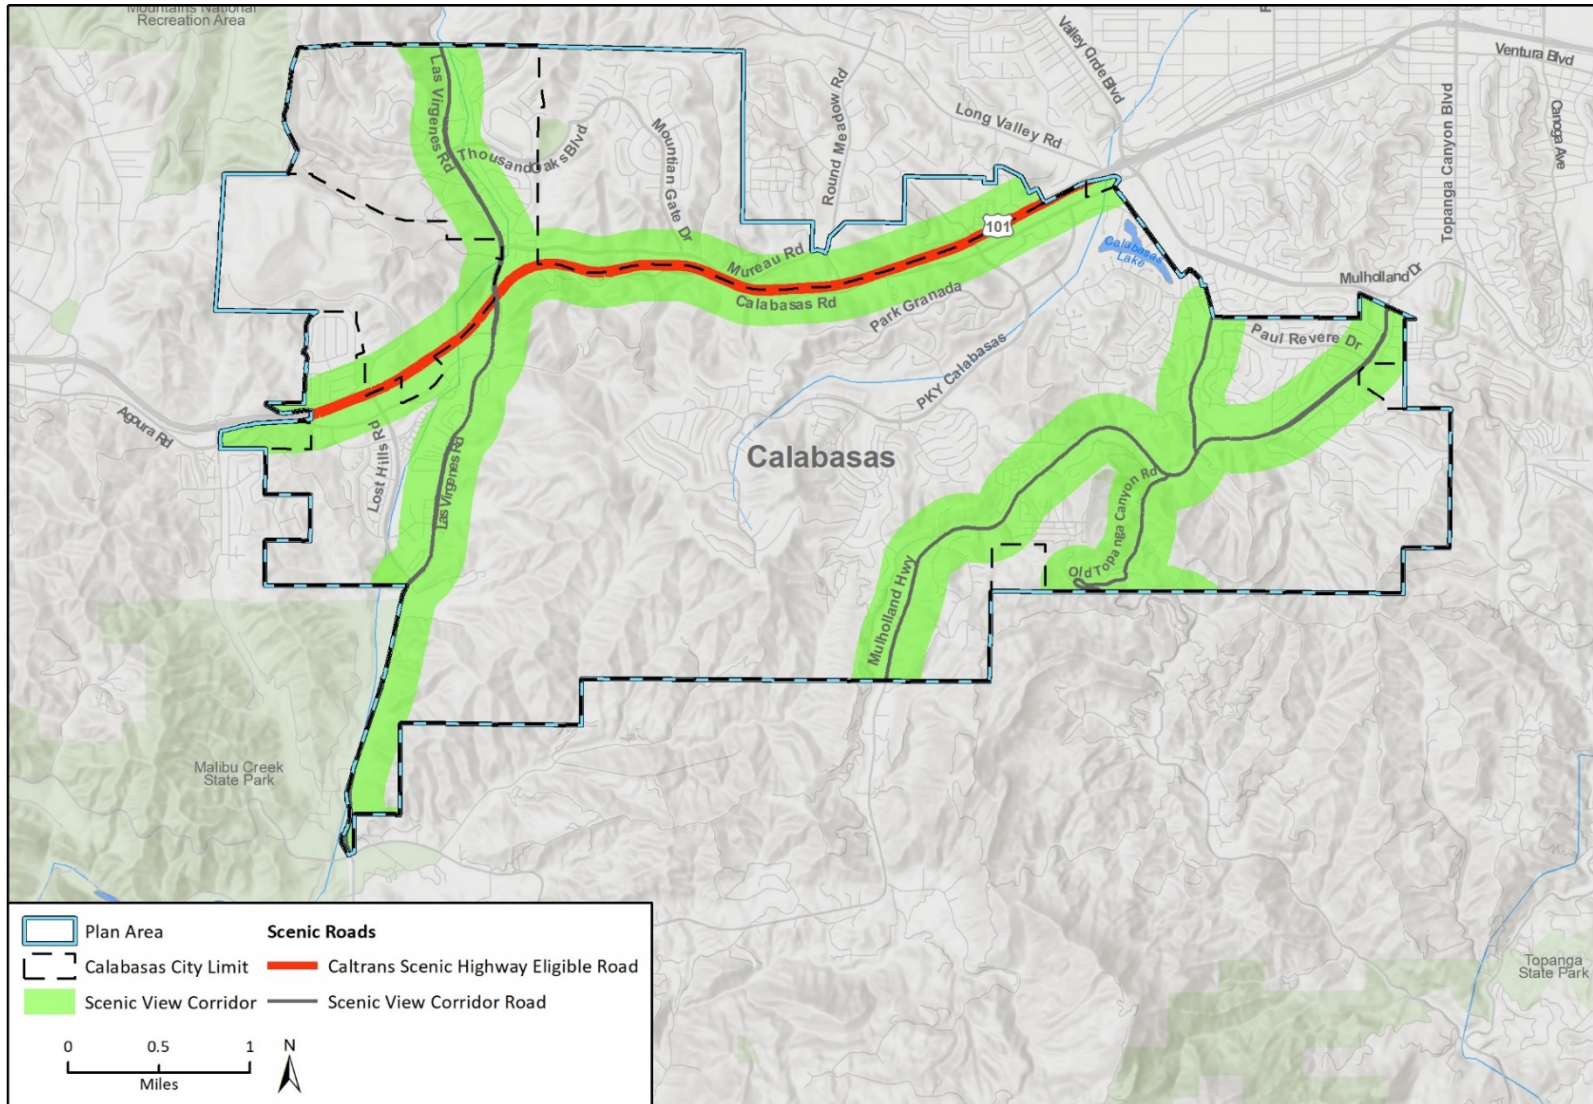 Mountains National
Recreation Area
Las Virgenes Rd
Thousand Oaks Blvd
Mountian Gate Dr
Round Meadow Rd
Long Valley Rd
Valley Circle Blvd
Ventura Blvd
Topanga Canyon Blvd
Canoga Ave
101
Calabasas
Lake
Mulholland Dr
Mureau Rd
Calabasas Rd
Park Granada
Paul Revere Dr
PKY Calabasas
Agoura Rd
Lost Hills Rd
Las Virgenes Rd
Calabasas
Old Topanga Canyon Rd
Mulholland Hwy
Malibu Creek
State Park
Topanga
State Park
Plan Area
Calabasas City Limit
Scenic View Corridor
Scenic Roads
Caltrans Scenic Highway Eligible Road
Scenic View Corridor Road
0 0.5 1
Miles
N